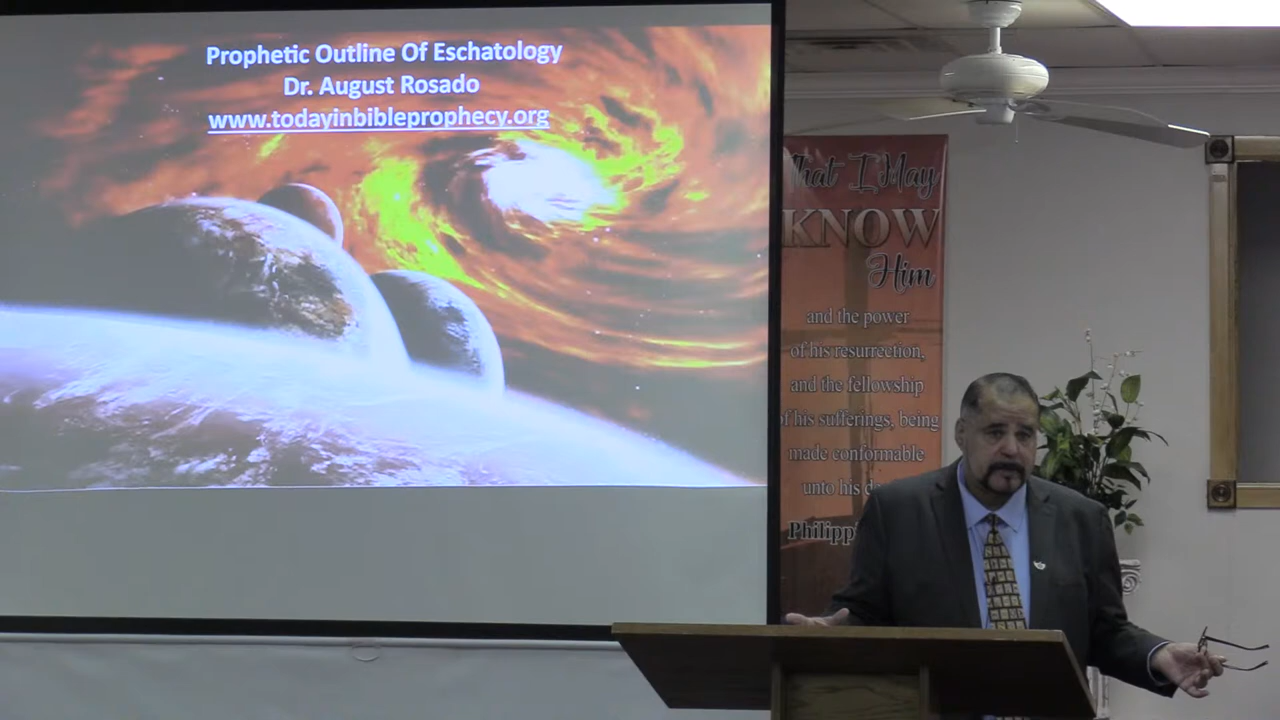 Prophetic Outline Of Eschatology
Dr. August Rosado
www.todayinbibleprophecy.org
That I May
KNOW
Him
and the power
of his resurrection,
and the fellowship
of his sufferings, being
made conformable
unto his